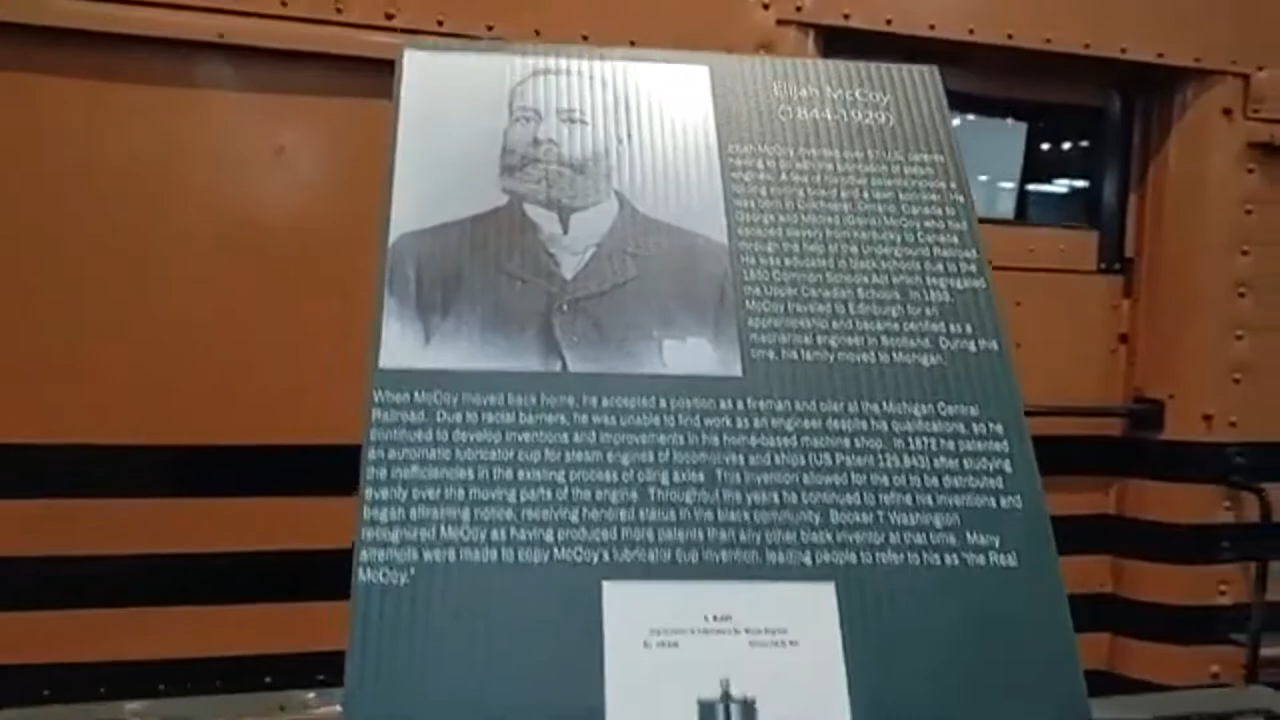 Elijah McCoy
(1844-1929)
Elijah McCoy invented over 57 U.S. patents
having to do with the lubrication of steam
engines. A few of his other patents include a
folding ironing board and a lawn sprinkler. He
was born in Colchester, Ontario, Canada to
George and Mildred (Goins) McCoy who had
escaped slavery from Kentucky to Canada
through the help of the Underground Railroad.
He was educated in black schools due to the
1850 Common Schools Act which segregated
the Upper Canadian Schools. In 1859,
McCoy traveled to Edinburgh for an
apprenticeship and became certified as a
mechanical engineer in Scotland. During this
time, his family moved to Michigan.
When McCoy moved back home, he accepted a position as a fireman and oiler at the Michigan Central
Railroad. Due to racial barriers, he was unable to find work as an engineer despite his qualifications, so he
continued to develop inventions and improvements in his home-based machine shop. In 1872 he patented
an automatic lubricator cup for steam engines of locomotives and ships (US Patent 129,843) after studying
the inefficiencies in the existing process of oiling axles. This invention allowed for the oil to be distributed
evenly over the moving parts of the engine. Throughout the years he continued to refine his inventions and
began attracting notice, receiving honored status in the black community. Booker T Washington
recognized McCoy as having produced more patents than any other black inventor at that time. Many
attempts were made to copy McCoy's lubricator cup invention, leading people to refer to his as "the Real
McCoy."